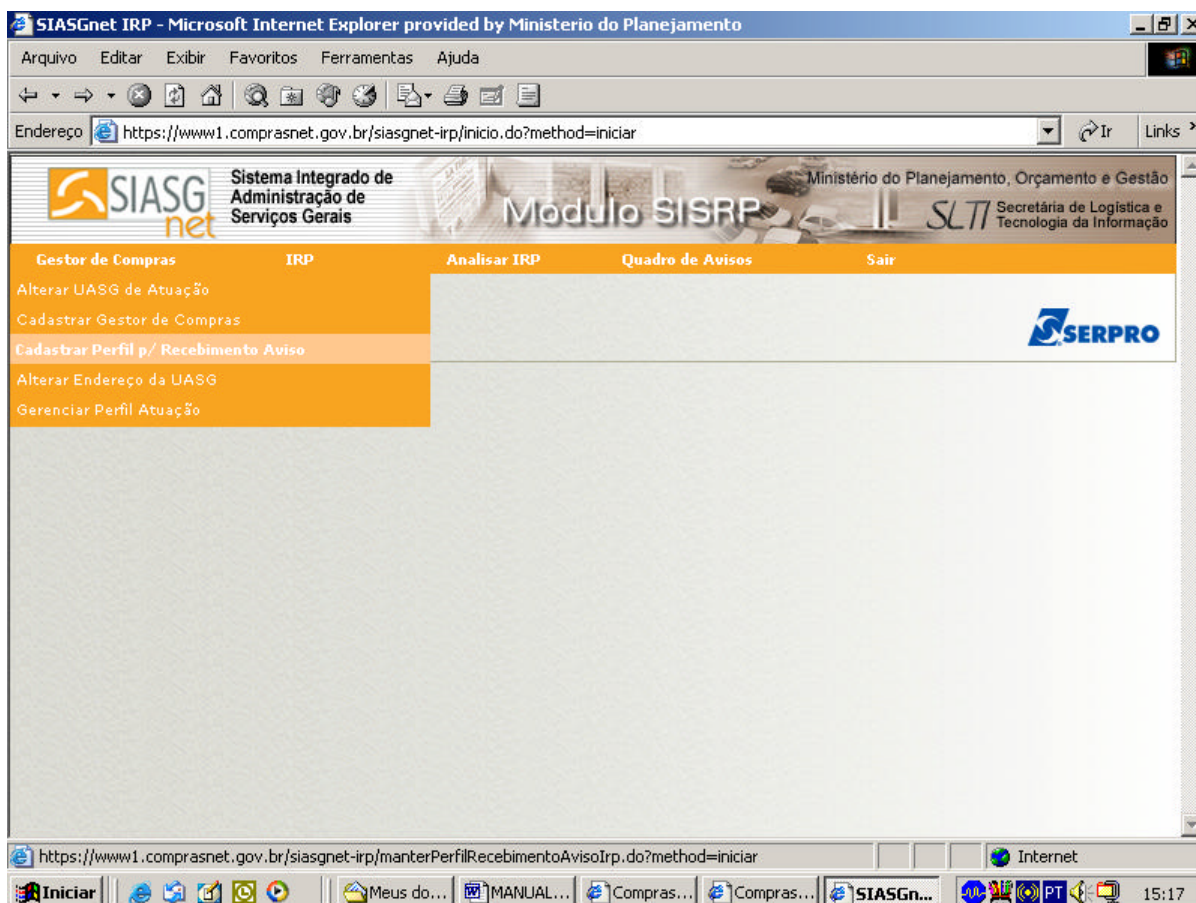 SIASGnet IRP - Microsoft Internet Explorer provided by Ministerio do Planejamento
Arquivo Editar Exibir Favoritos Ferramentas Ajuda
Endereço https://www1.comprasnet.gov.br/siasgnet-irp/inicio.do?method=iniciar Ir Links
SIASG net
Sistema Integrado de
Administração de
Serviços Gerais
Módulo SISRP
Ministério do Planejamento, Orçamento e Gestão
SLTI Secretária de Logística e
Tecnologia da Informação
Gestor de Compras IRP Analisar IRP Quadro de Avisos Sair
Alterar UASG de Atuação
Cadastrar Gestor de Compras
Cadastrar Perfil p/ Recebimento Aviso
Alterar Endereço da UASG
Gerenciar Perfil Atuação
SERPRO
https://www1.comprasnet.gov.br/siasgnet-irp/manterPerfilRecebimentoAvisoIrp.do?method=iniciar Internet
Iniciar Meus do... MANUAL... Compras... Compras... SIASGn... PT 15:17